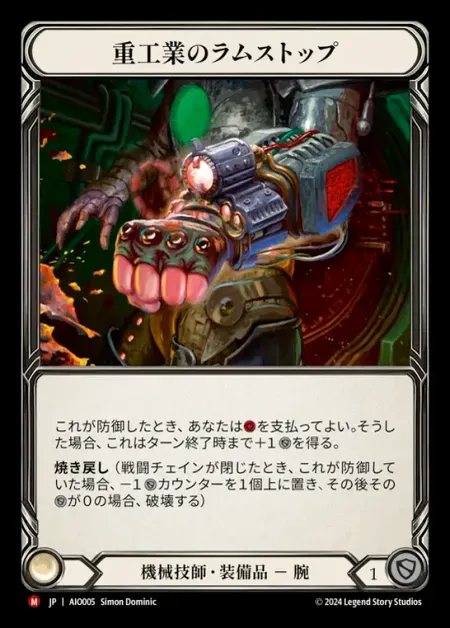 重工業のラムストップ
これが防御したとき、あなたはを支払ってよい。そうし
た場合、これはターン終了時まで+1を得る。
焼き戻し（戦闘チェインが閉じたとき、これが防御して
いた場合、-1カウンターを1個上に置き、その後その
が0の場合、破壊する）
機械技師・装備品 － 腕
1
M JP | AIO005 Simon Dominic
© 2024 Legend Story Studios